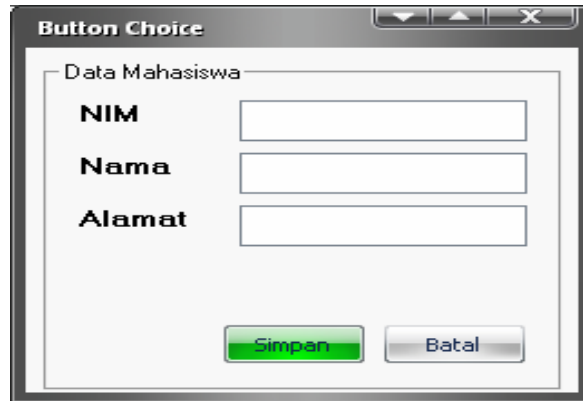 Button Choice
Data Mahasiswa
NIM
Nama
Alamat
Simpan Batal